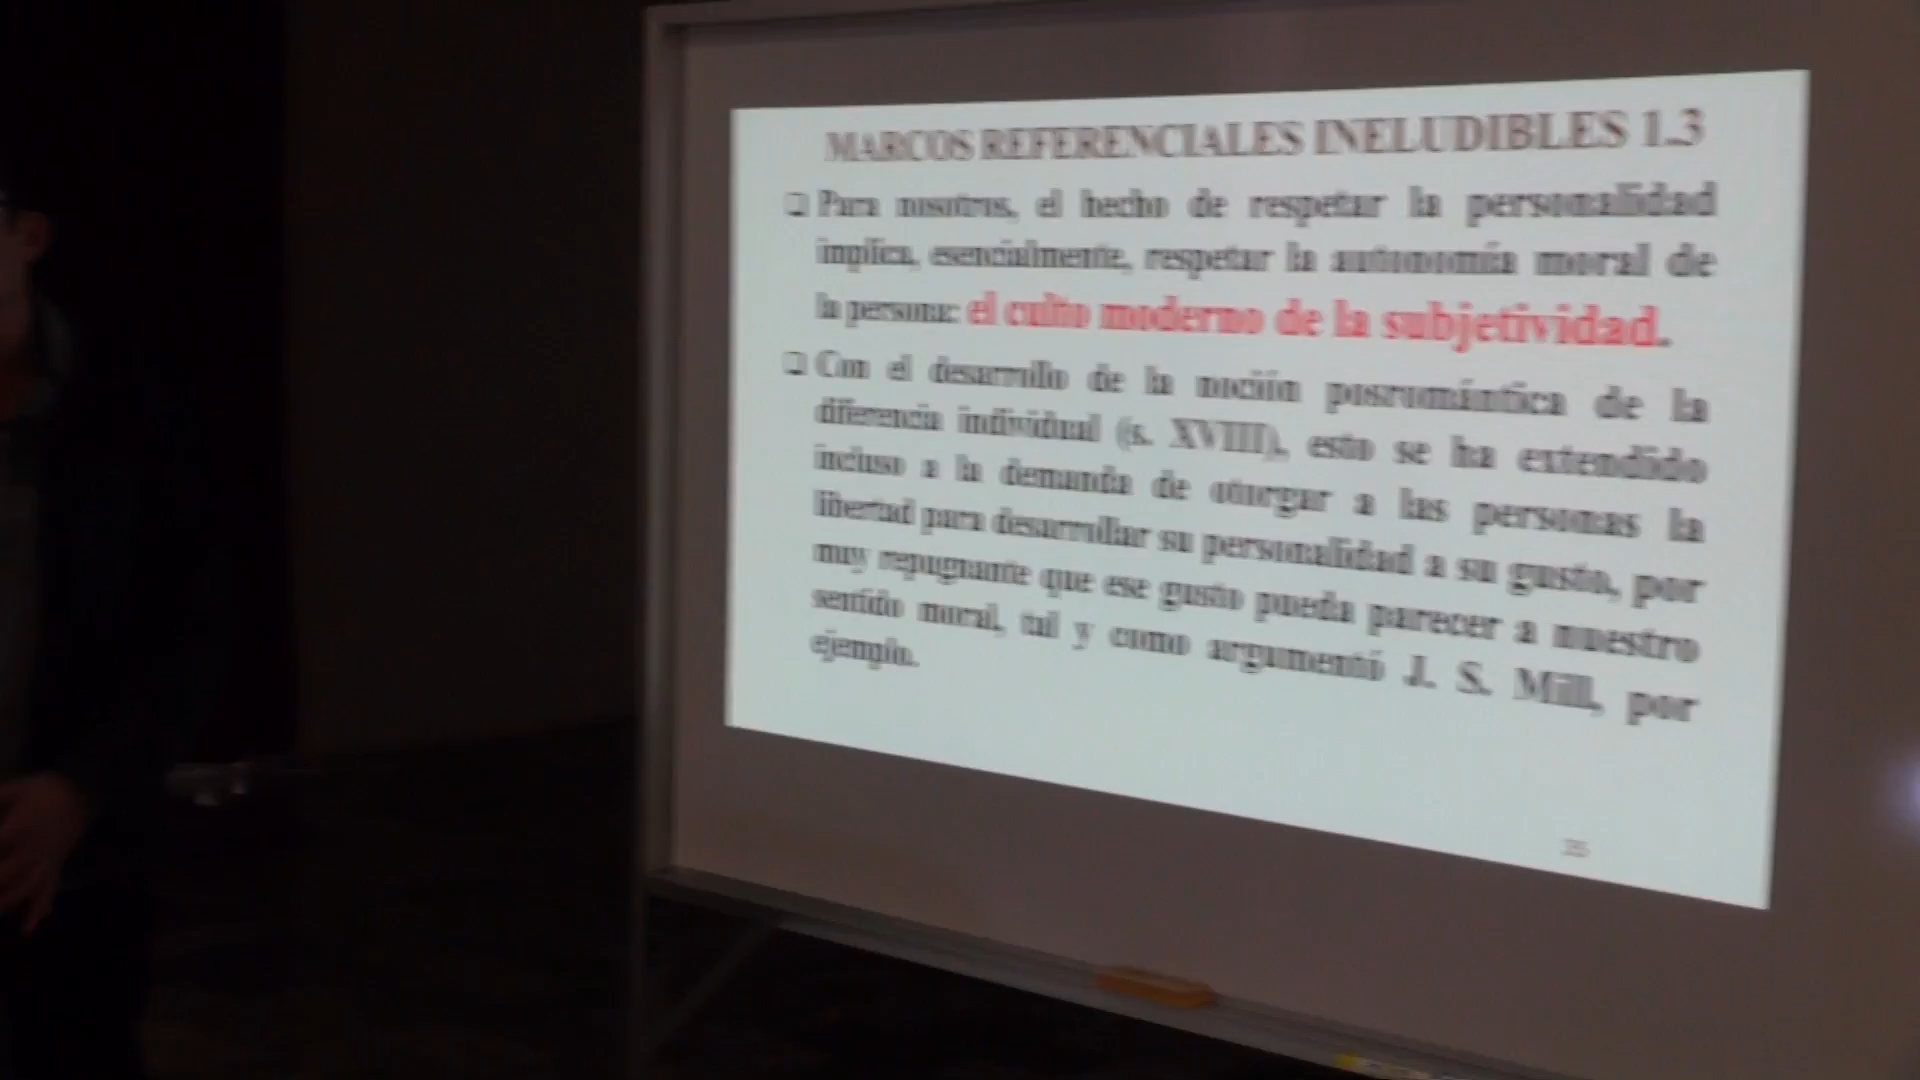 MARCOS REFERENCIALES INELUDIBLES 1.3
❑ Para nosotros, el hecho de respetar la personalidad
implica, esencialmente, respetar la autonomía moral de
la persona: el culto moderno de la subjetividad.
❑ Con el desarrollo de la noción posromántica de la
diferencia individual (s. XVIII), esto se ha extendido
incluso a la demanda de otorgar a las personas la
libertad para desarrollar su personalidad a su gusto, por
muy repugnante que ese gusto pueda parecer a nuestro
sentido moral, tal y como argumentó J. S. Mill, por
ejemplo.